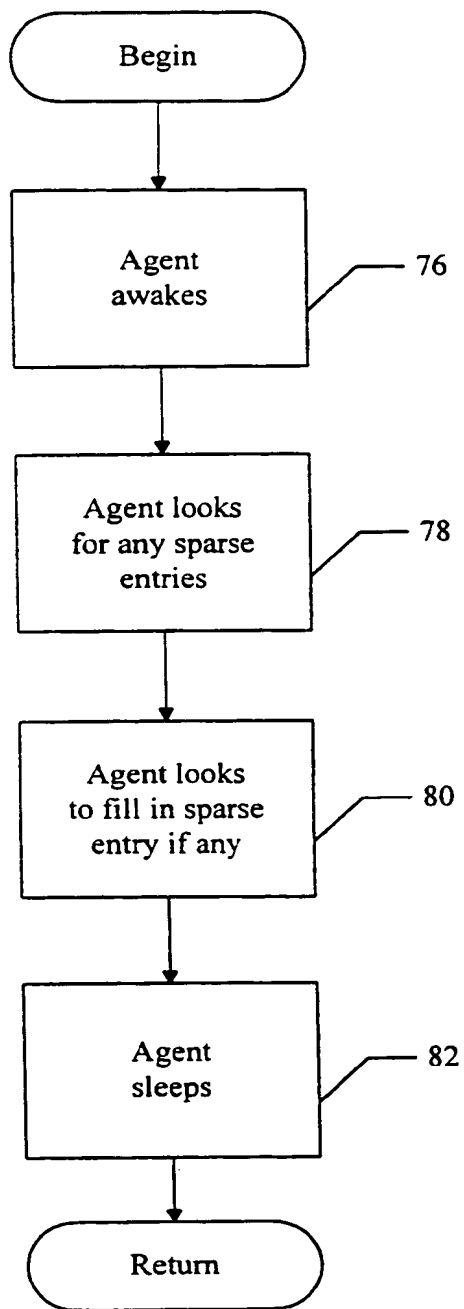 Begin
Agent
awakes
76
Agent looks
for any sparse
entries
78
Agent looks
to fill in sparse
entry if any
80
Agent
sleeps
82
Return